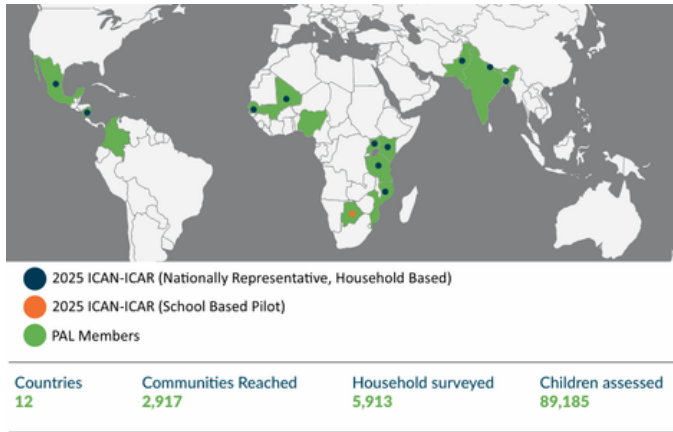 2025 ICAN-ICAR (Nationally Representative, Household Based)
2025 ICAN-ICAR (School Based Pilot)
PAL Members
Countries
12
Communities Reached
2,917
Household surveyed
5,913
Children assessed
89,185